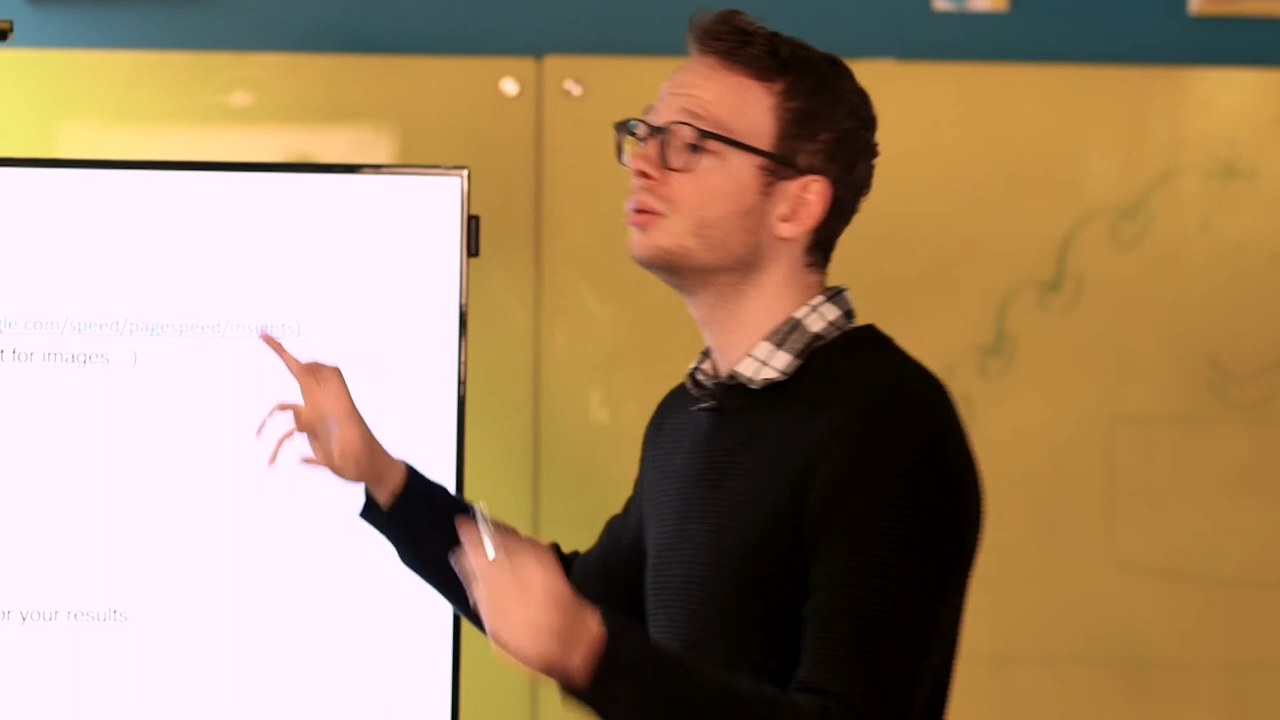 gle.com/speed/pagespeed/insights)
t for images ...)
or your results